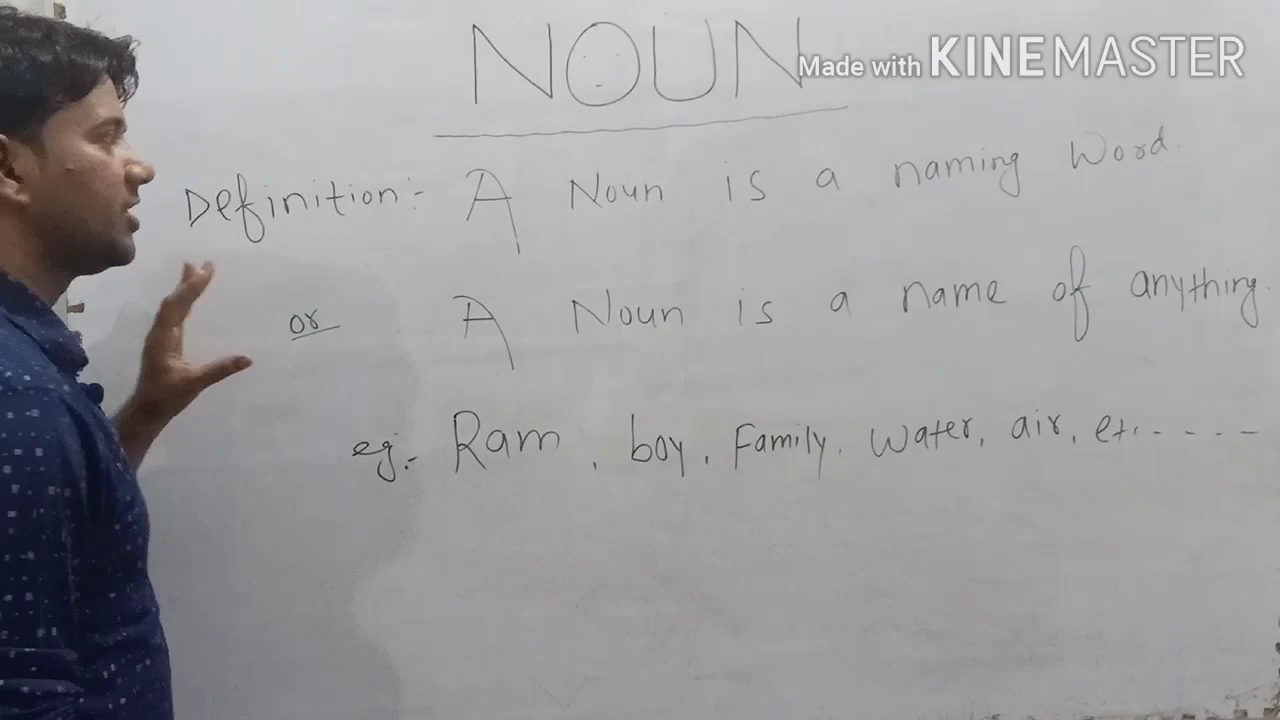 NOUN
Made with KINEMASTER
Definition:- A Noun is a naming Word.
or A Noun is a name of anything.
eg:- Ram, boy, Family, Water, air, etc.----